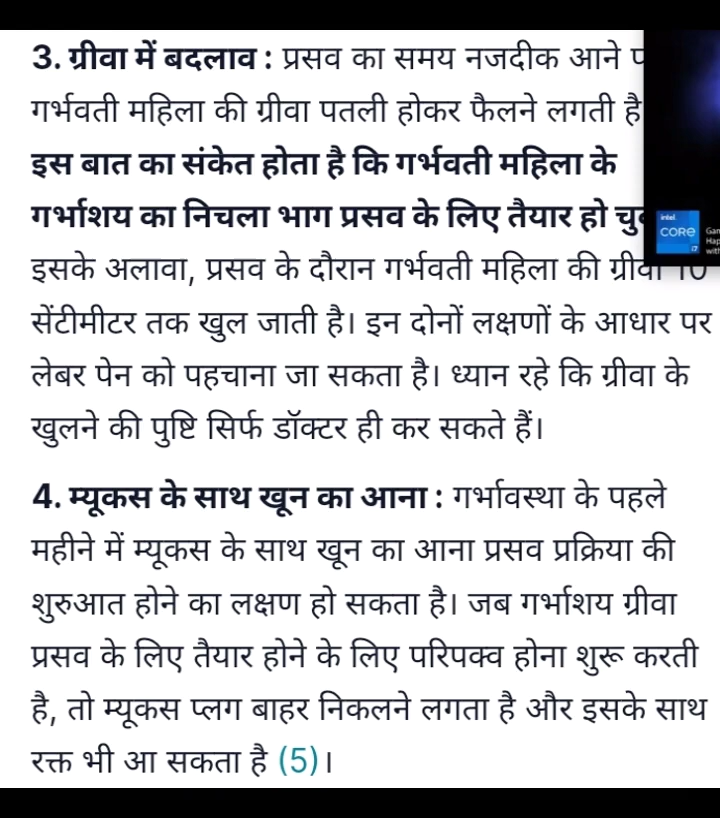 3. ग्रीवा में बदलाव : प्रसव का समय नजदीक आने
गर्भवती महिला की ग्रीवा पतली होकर फैलने लगती है
इस बात का संकेत होता है कि गर्भवती महिला के
गर्भाशय का निचला भाग प्रसव के लिए तैयार हो
intel
CORe
i7
इसके अलावा, प्रसव के दौरान गर्भवती महिला की ग्रीवा 10
सेंटीमीटर तक खुल जाती है। इन दोनों लक्षणों के आधार पर
लेबर पेन को पहचाना जा सकता है। ध्यान रहे कि ग्रीवा के
खुलने की पुष्टि सिर्फ डॉक्टर ही कर सकते हैं।
4. म्यूकस के साथ खून का आना : गर्भावस्था के पहले
महीने में म्यूकस के साथ खून का आना प्रसव प्रक्रिया की
शुरुआत होने का लक्षण हो सकता है। जब गर्भाशय ग्रीवा
प्रसव के लिए तैयार होने के लिए परिपक्व होना शुरू करती
है, तो म्यूकस प्लग बाहर निकलने लगता है और इसके साथ
रक्त भी आ सकता है (5)।